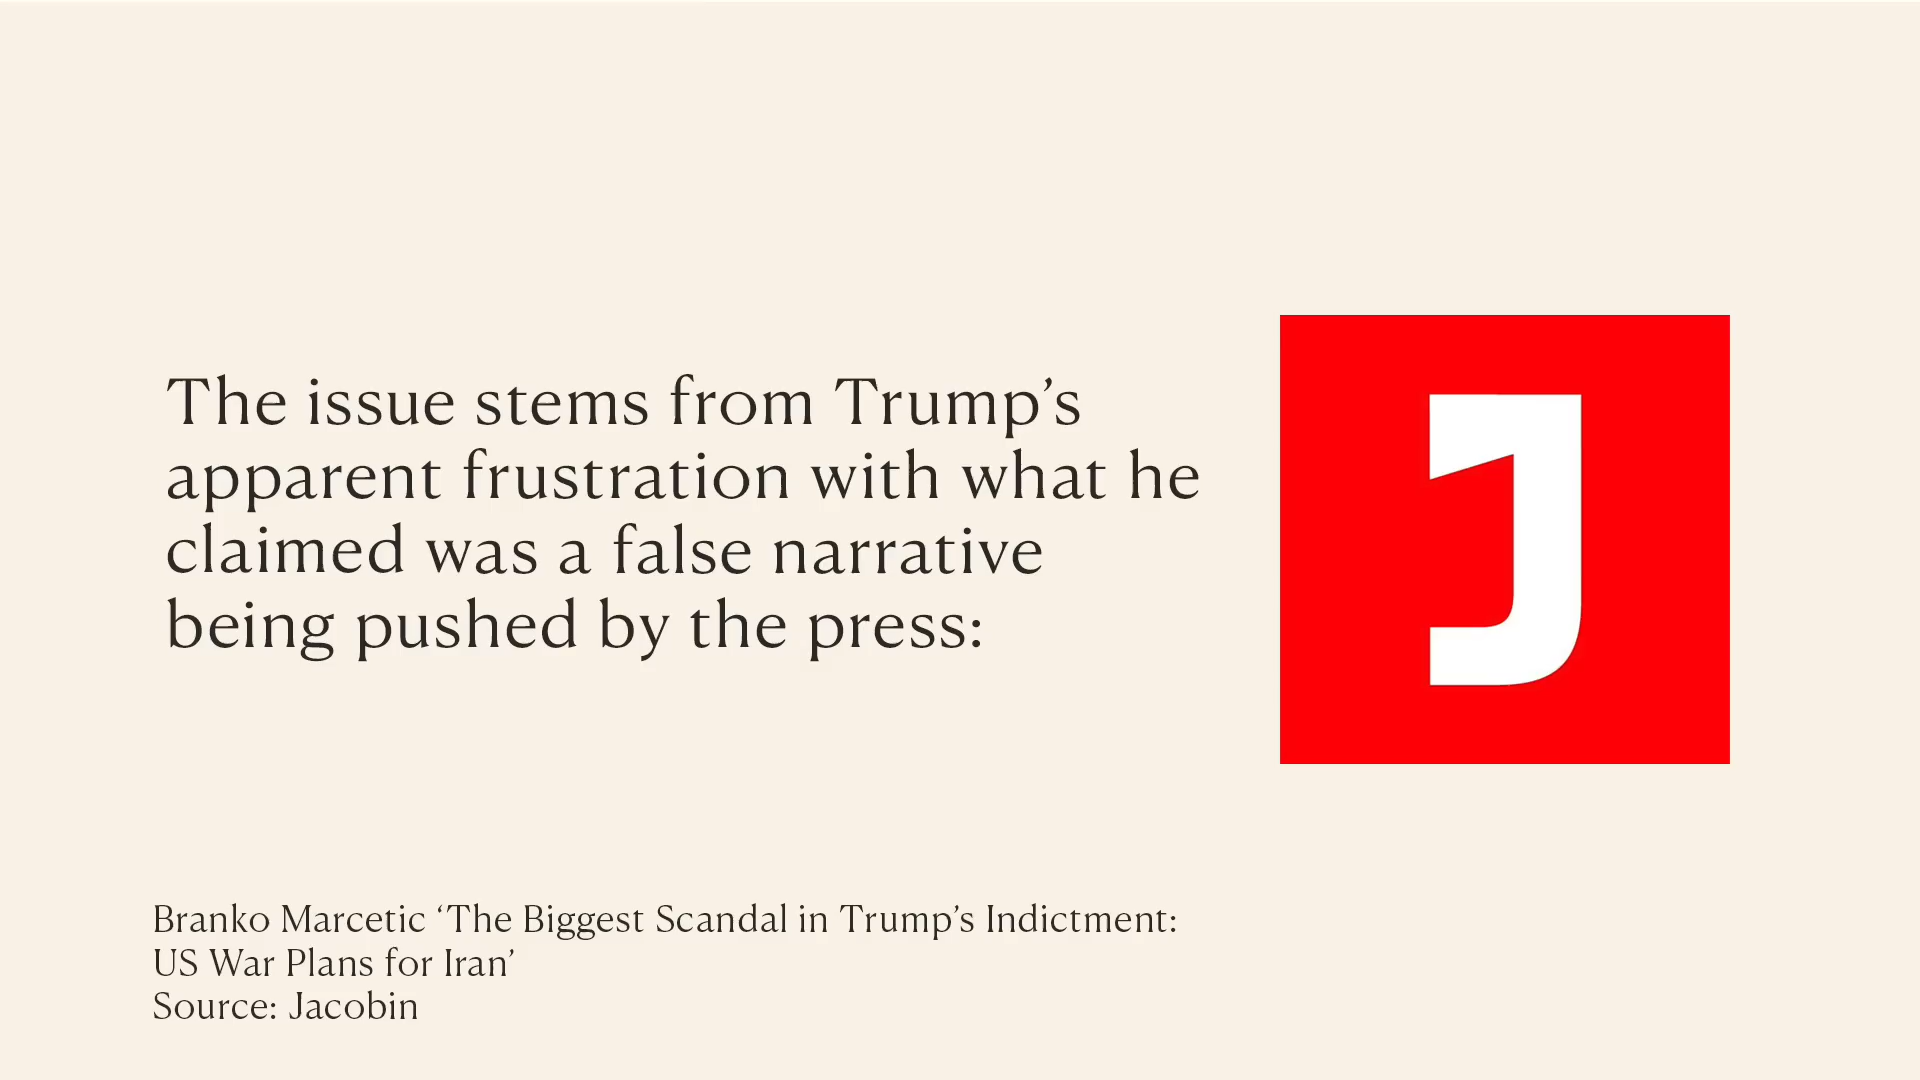 The issue stems from Trump’s
apparent frustration with what he
claimed was a false narrative
being pushed by the press:
J
Branko Marcetic ‘The Biggest Scandal in Trump’s Indictment:
US War Plans for Iran’
Source: Jacobin